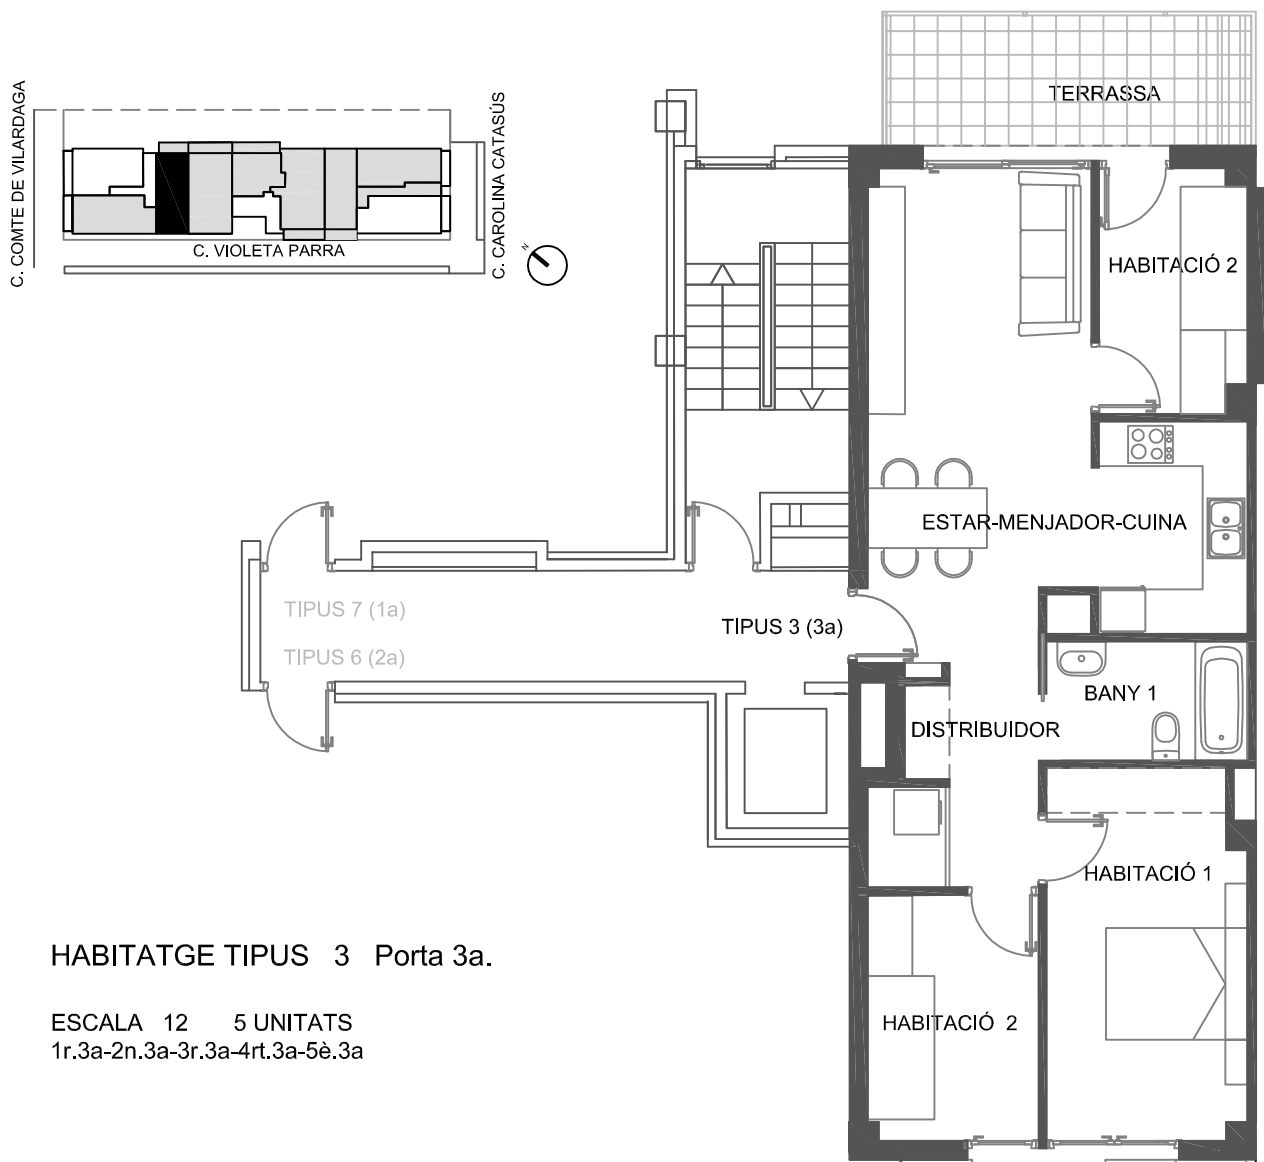 C. COMTE DE VILARDAGA
C. VIOLETA PARRA
C. CAROLINA CATASÚS
N
TERRASSA
HABITACIÓ 2
ESTAR-MENJADOR-CUINA
TIPUS 7 (1a)
TIPUS 6 (2a)
TIPUS 3 (3a)
BANY 1
DISTRIBUIDOR
HABITACIÓ 1
HABITACIÓ 2
HABITATGE TIPUS 3 Porta 3a.
ESCALA 12 5 UNITATS
1r.3a-2n.3a-3r.3a-4rt.3a-5è.3a